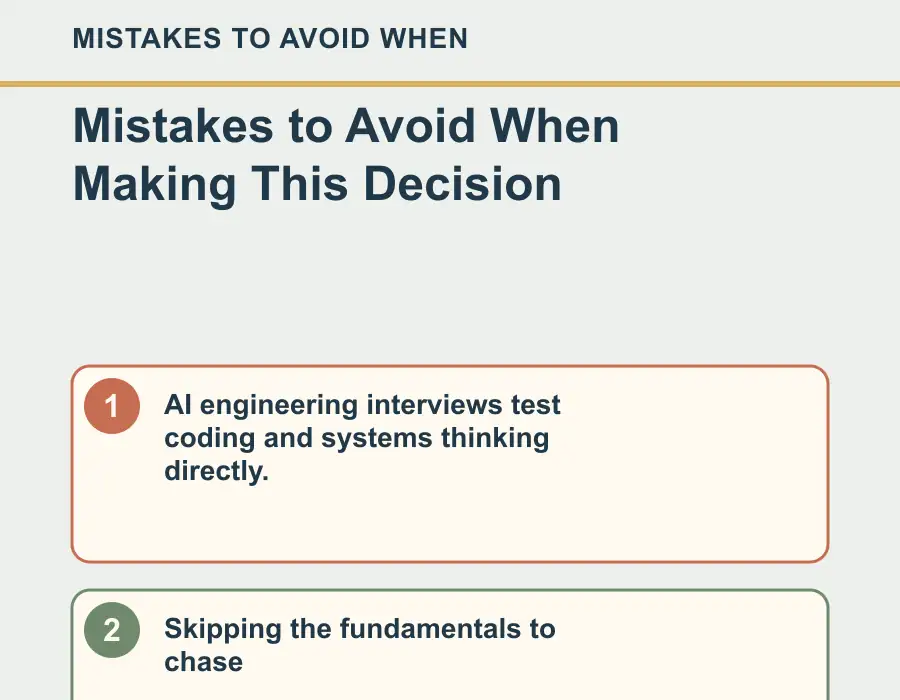 MISTAKES TO AVOID WHEN
Mistakes to Avoid When
Making This Decision
1
AI engineering interviews test
coding and systems thinking
directly.
2
Skipping the fundamentals to
chase